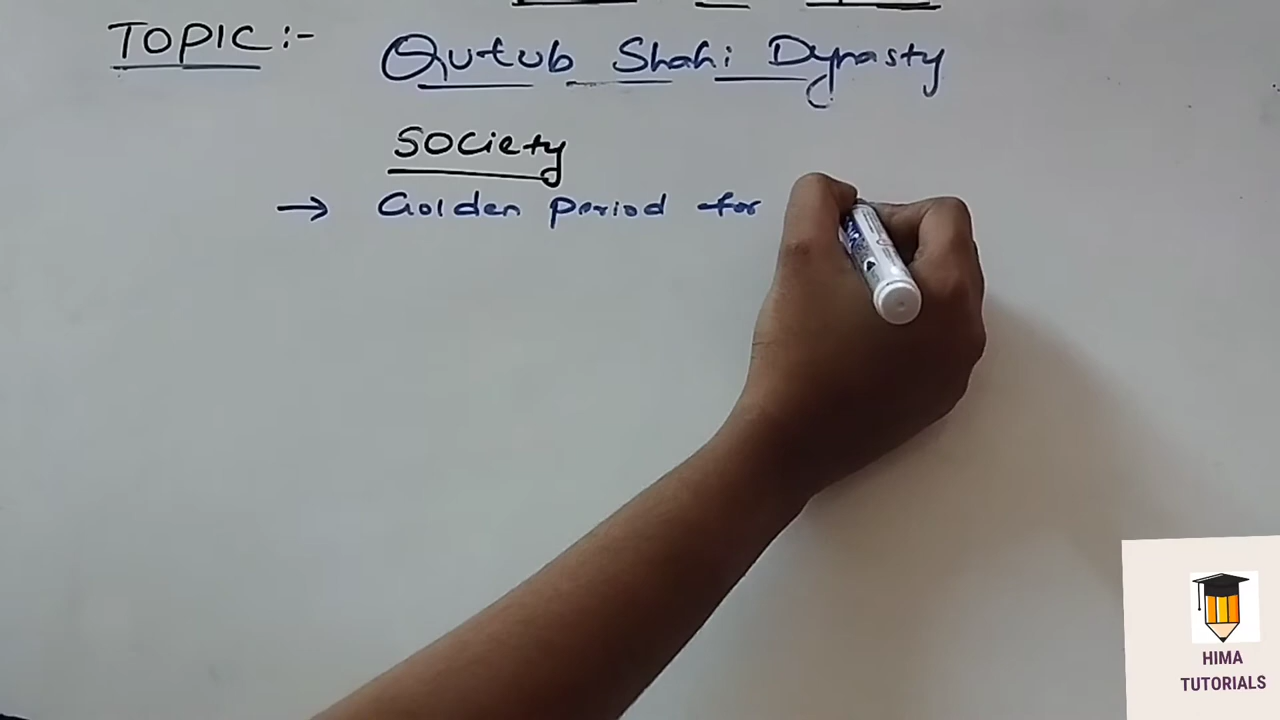 TOPIC:-
Qutub Shahi Dynasty
Society
→ Golden period for
HIMA
TUTORIALS